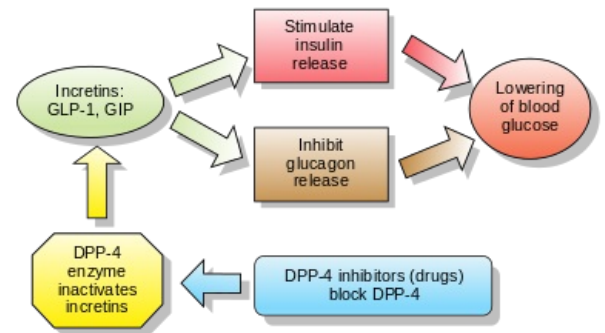 Stimulate
insulin
release
Incretins:
GLP-1, GIP
Lowering
of blood
glucose
Inhibit
glucagon
release
DPP-4
enzyme
inactivates
incretins
DPP-4 inhibitors (drugs)
block DPP-4